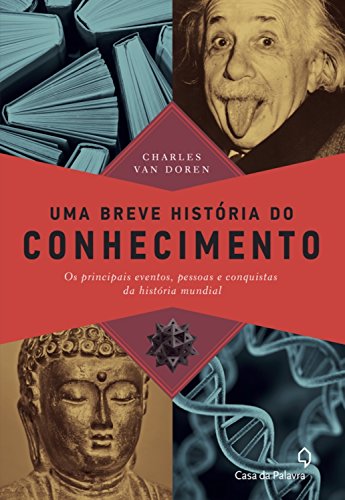 CHARLES
VAN DOREN
UMA BREVE HISTÓRIA DO
CONHECIMENTO
Os principais eventos, pessoas e conquistas
da história mundial
Casa da Palavra